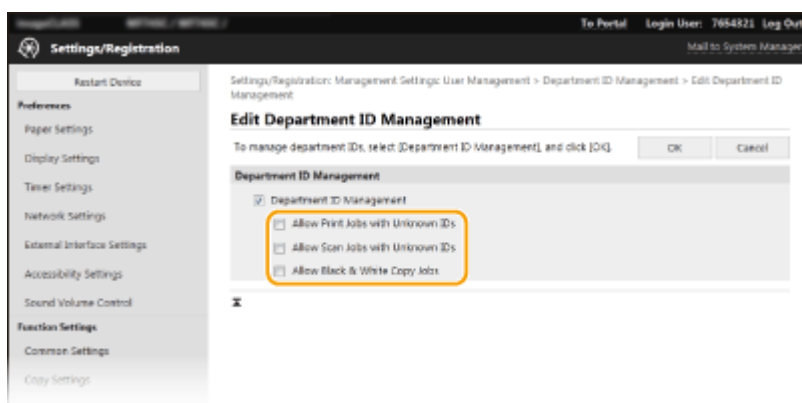 To Portal Login User: 7654321 Log Out
Settings/Registration
Mail to System Manager
Restart Device
Preferences
Paper Settings
Display Settings
Timer Settings
Network Settings
External Interface Settings
Accessibility Settings
Sound Volume Control
Function Settings
Common Settings
Copy Settings
Settings/Registration: Management Settings: User Management > Department ID Management > Edit Department ID
Management
Edit Department ID Management
To manage department IDs, select [Department ID Management], and click [OK].
OK
Cancel
Department ID Management
Department ID Management
Allow Print Jobs with Unknown IDs
Allow Scan Jobs with Unknown IDs
Allow Black & White Copy Jobs